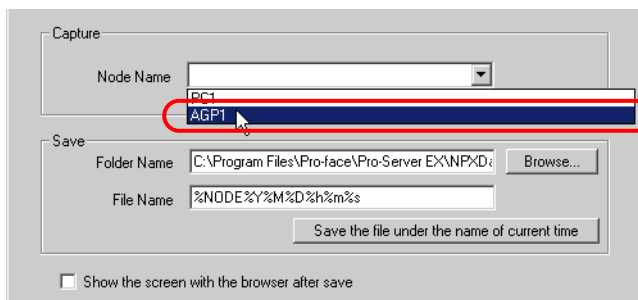 Capture
Node Name
PC1
AGP1
Save
Folder Name C:\Program Files\Pro-face\Pro-Server EX\NPXDa Browse...
File Name %NODE%Y%M%D%h%m%s
Save the file under the name of current time
Show the screen with the browser after save